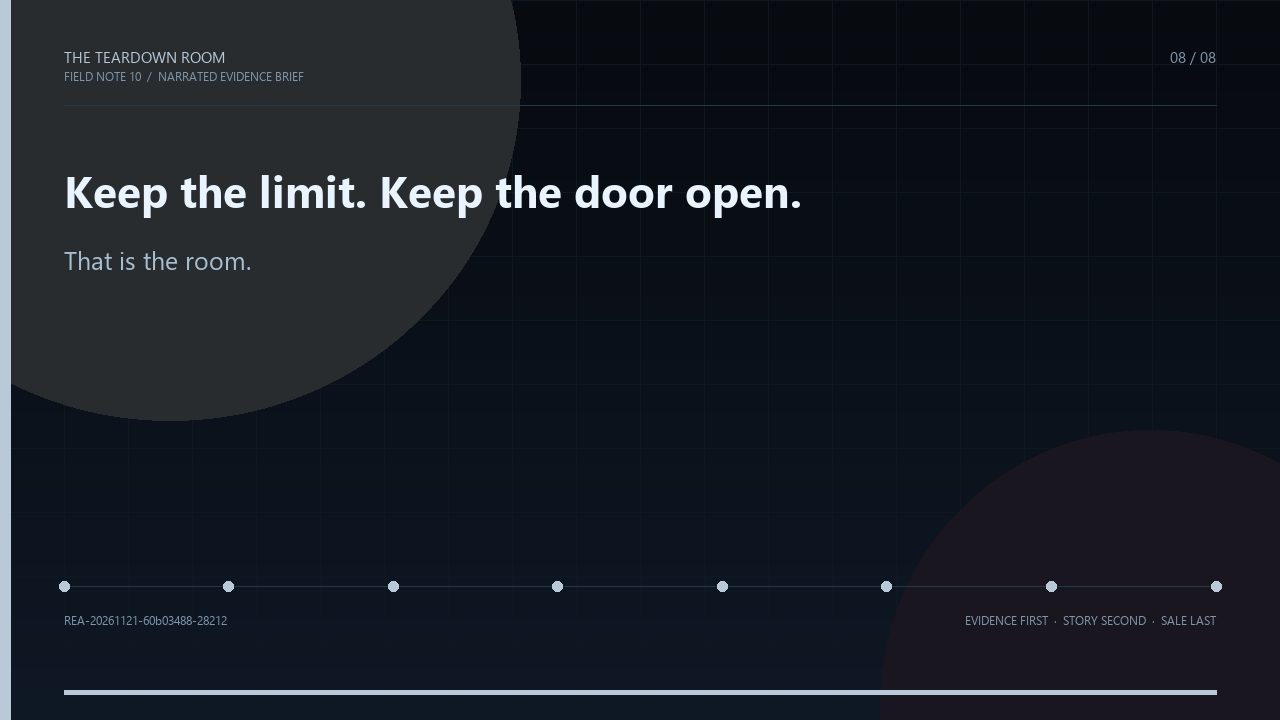 THE TEARDOWN ROOM
FIELD NOTE 10 / NARRATED EVIDENCE BRIEF
08 / 08
Keep the limit. Keep the door open.
That is the room.
REA-20261121-60b03488-28212
EVIDENCE FIRST · STORY SECOND · SALE LAST